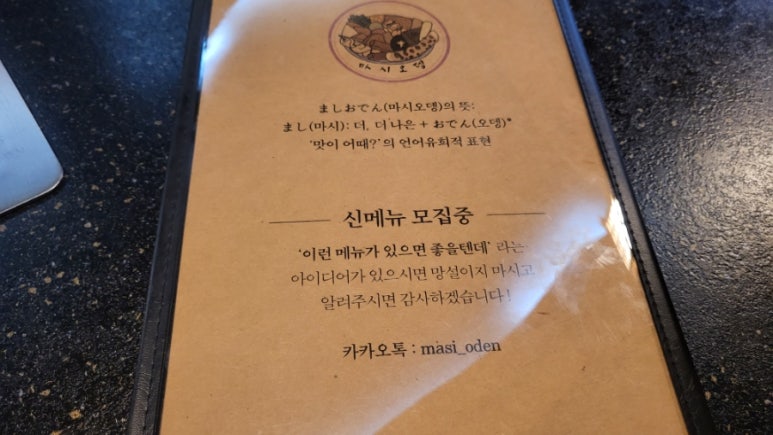 마시오뎅
ましおでん(마시오뎅)의 뜻:
まし(마시): 더, 더 나은 + おでん(오뎅)*
'맛이 어때?'의 언어유희적 표현
신메뉴 모집중
'이런 메뉴가 있으면 좋을텐데' 라는
아이디어가 있으시면 망설이지 마시고
알려주시면 감사하겠습니다!
카카오톡 : masi_oden